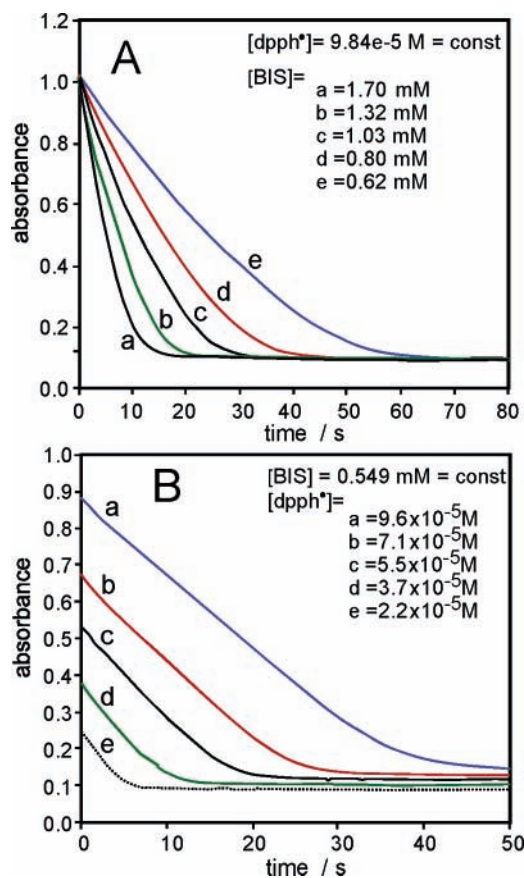 A
[dpph•]= 9.84e-5 M = const
[BIS]=
a =1.70 mM
b =1.32 mM
c =1.03 mM
d =0.80 mM
e =0.62 mM
absorbance
1.2
1.0
0.8
0.6
0.4
0.2
0.0
a
b
c
d
e
0 10 20 30 40 50 60 70 80
time / s
B
[BIS] = 0.549 mM = const
[dpph•]=
a =9.6x10⁻⁵M
b =7.1x10⁻⁵M
c =5.5x10⁻⁵M
d =3.7x10⁻⁵M
e =2.2x10⁻⁵M
absorbance
1.0
0.9
0.8
0.7
0.6
0.5
0.4
0.3
0.2
0.1
0.0
a
b
c
d
e
0 10 20 30 40 50
time / s